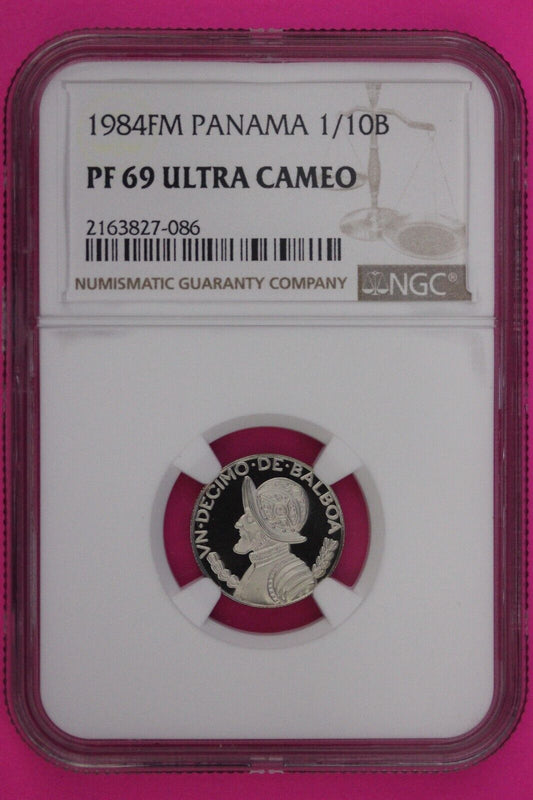 1984FM PANAMA 1/10B
PF 69 ULTRA CAMEO
2163827-086
NUMISMATIC GUARANTY COMPANY
NGC®
VN·DECIMO·DE·BALBOA